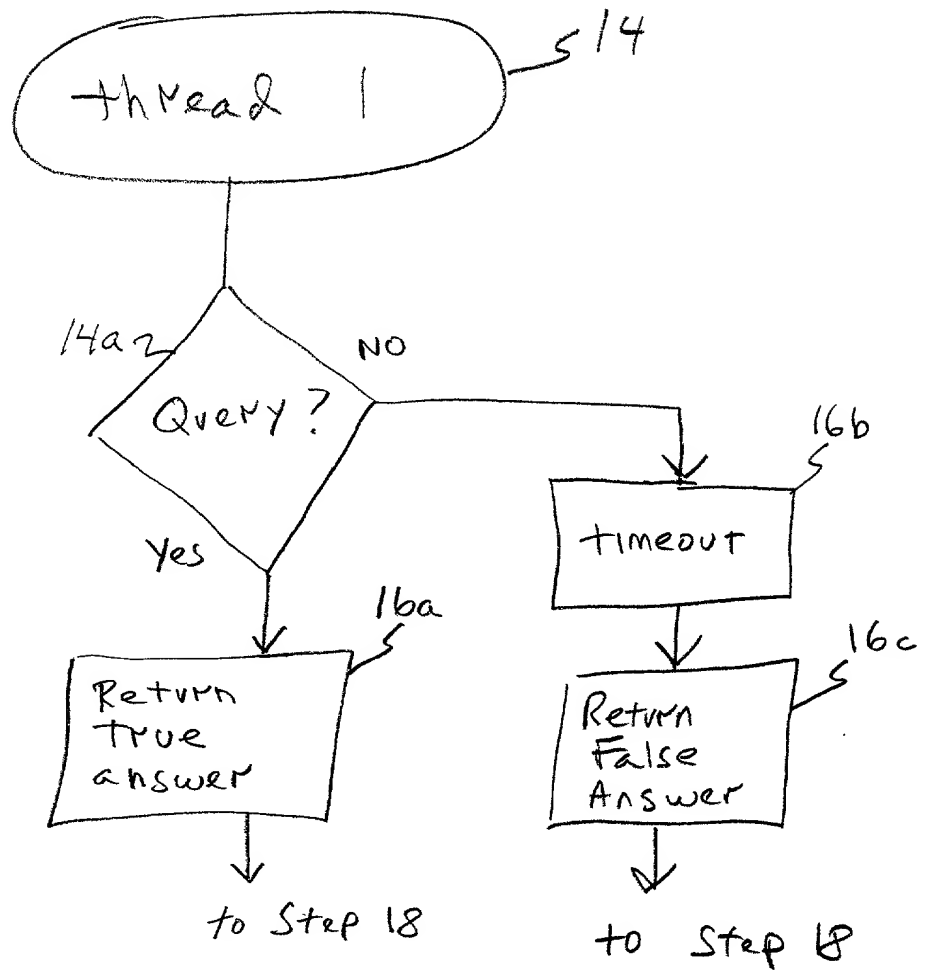 thread 1
14
14a
NO
Query?
16b
timeout
Yes
16a
16c
Return
True
answer
Return
False
Answer
to Step 18
to Step 18